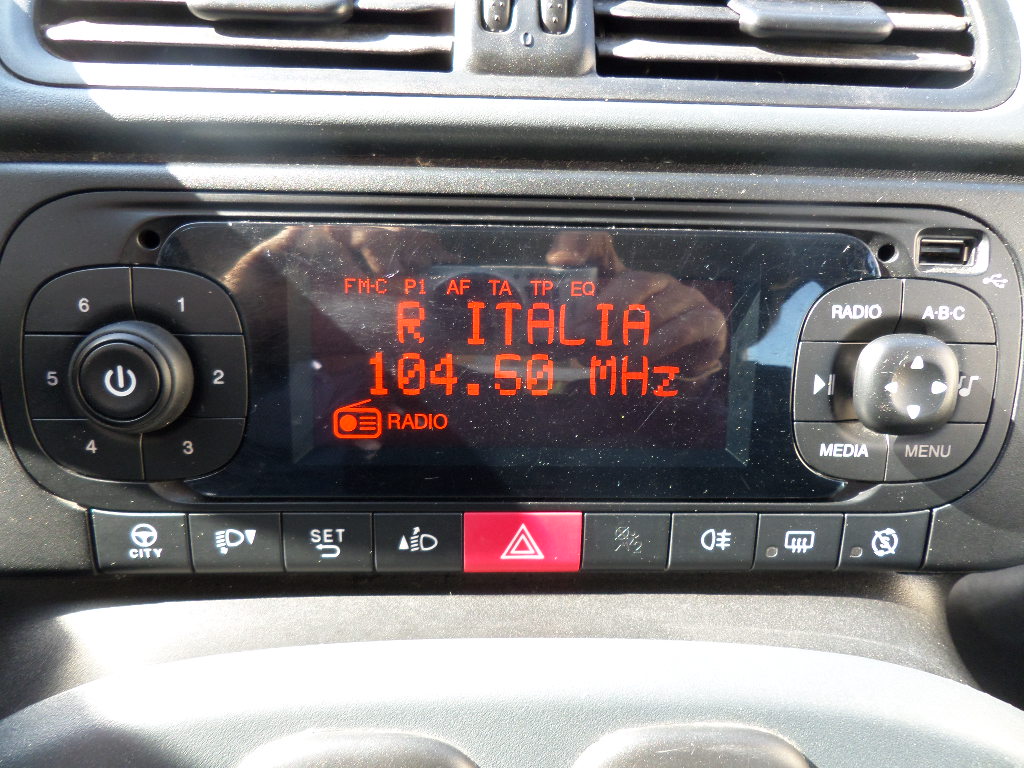 0
FM-C P1 AF TA TP EQ
R ITALIA
104.50 MHz
RADIO
6 1
5 2
4 3
RADIO A·B·C
MEDIA MENU
CITY SET